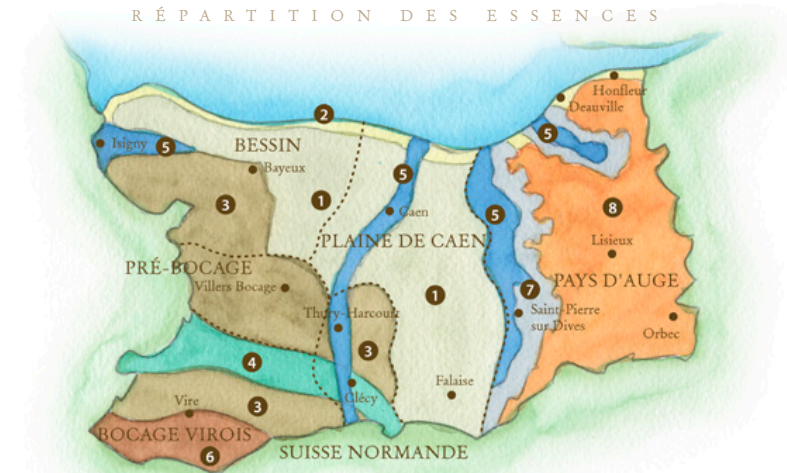 RÉPARTITION DES ESSENCES
Honfleur
Deauville
2
5
Isigny
5
BESSIN
Bayeux
5
3
1
Caen
5
8
PLAINE DE CAEN
Lisieux
PRÉ-BOCAGE
Villers Bocage
1
7
PAYS D'AUGE
Thury-Harcourt
Saint-Pierre
sur Dives
Orbec
4
3
Falaise
Clécy
Vire
3
BOCAGE VIROIS
6
SUISSE NORMANDE